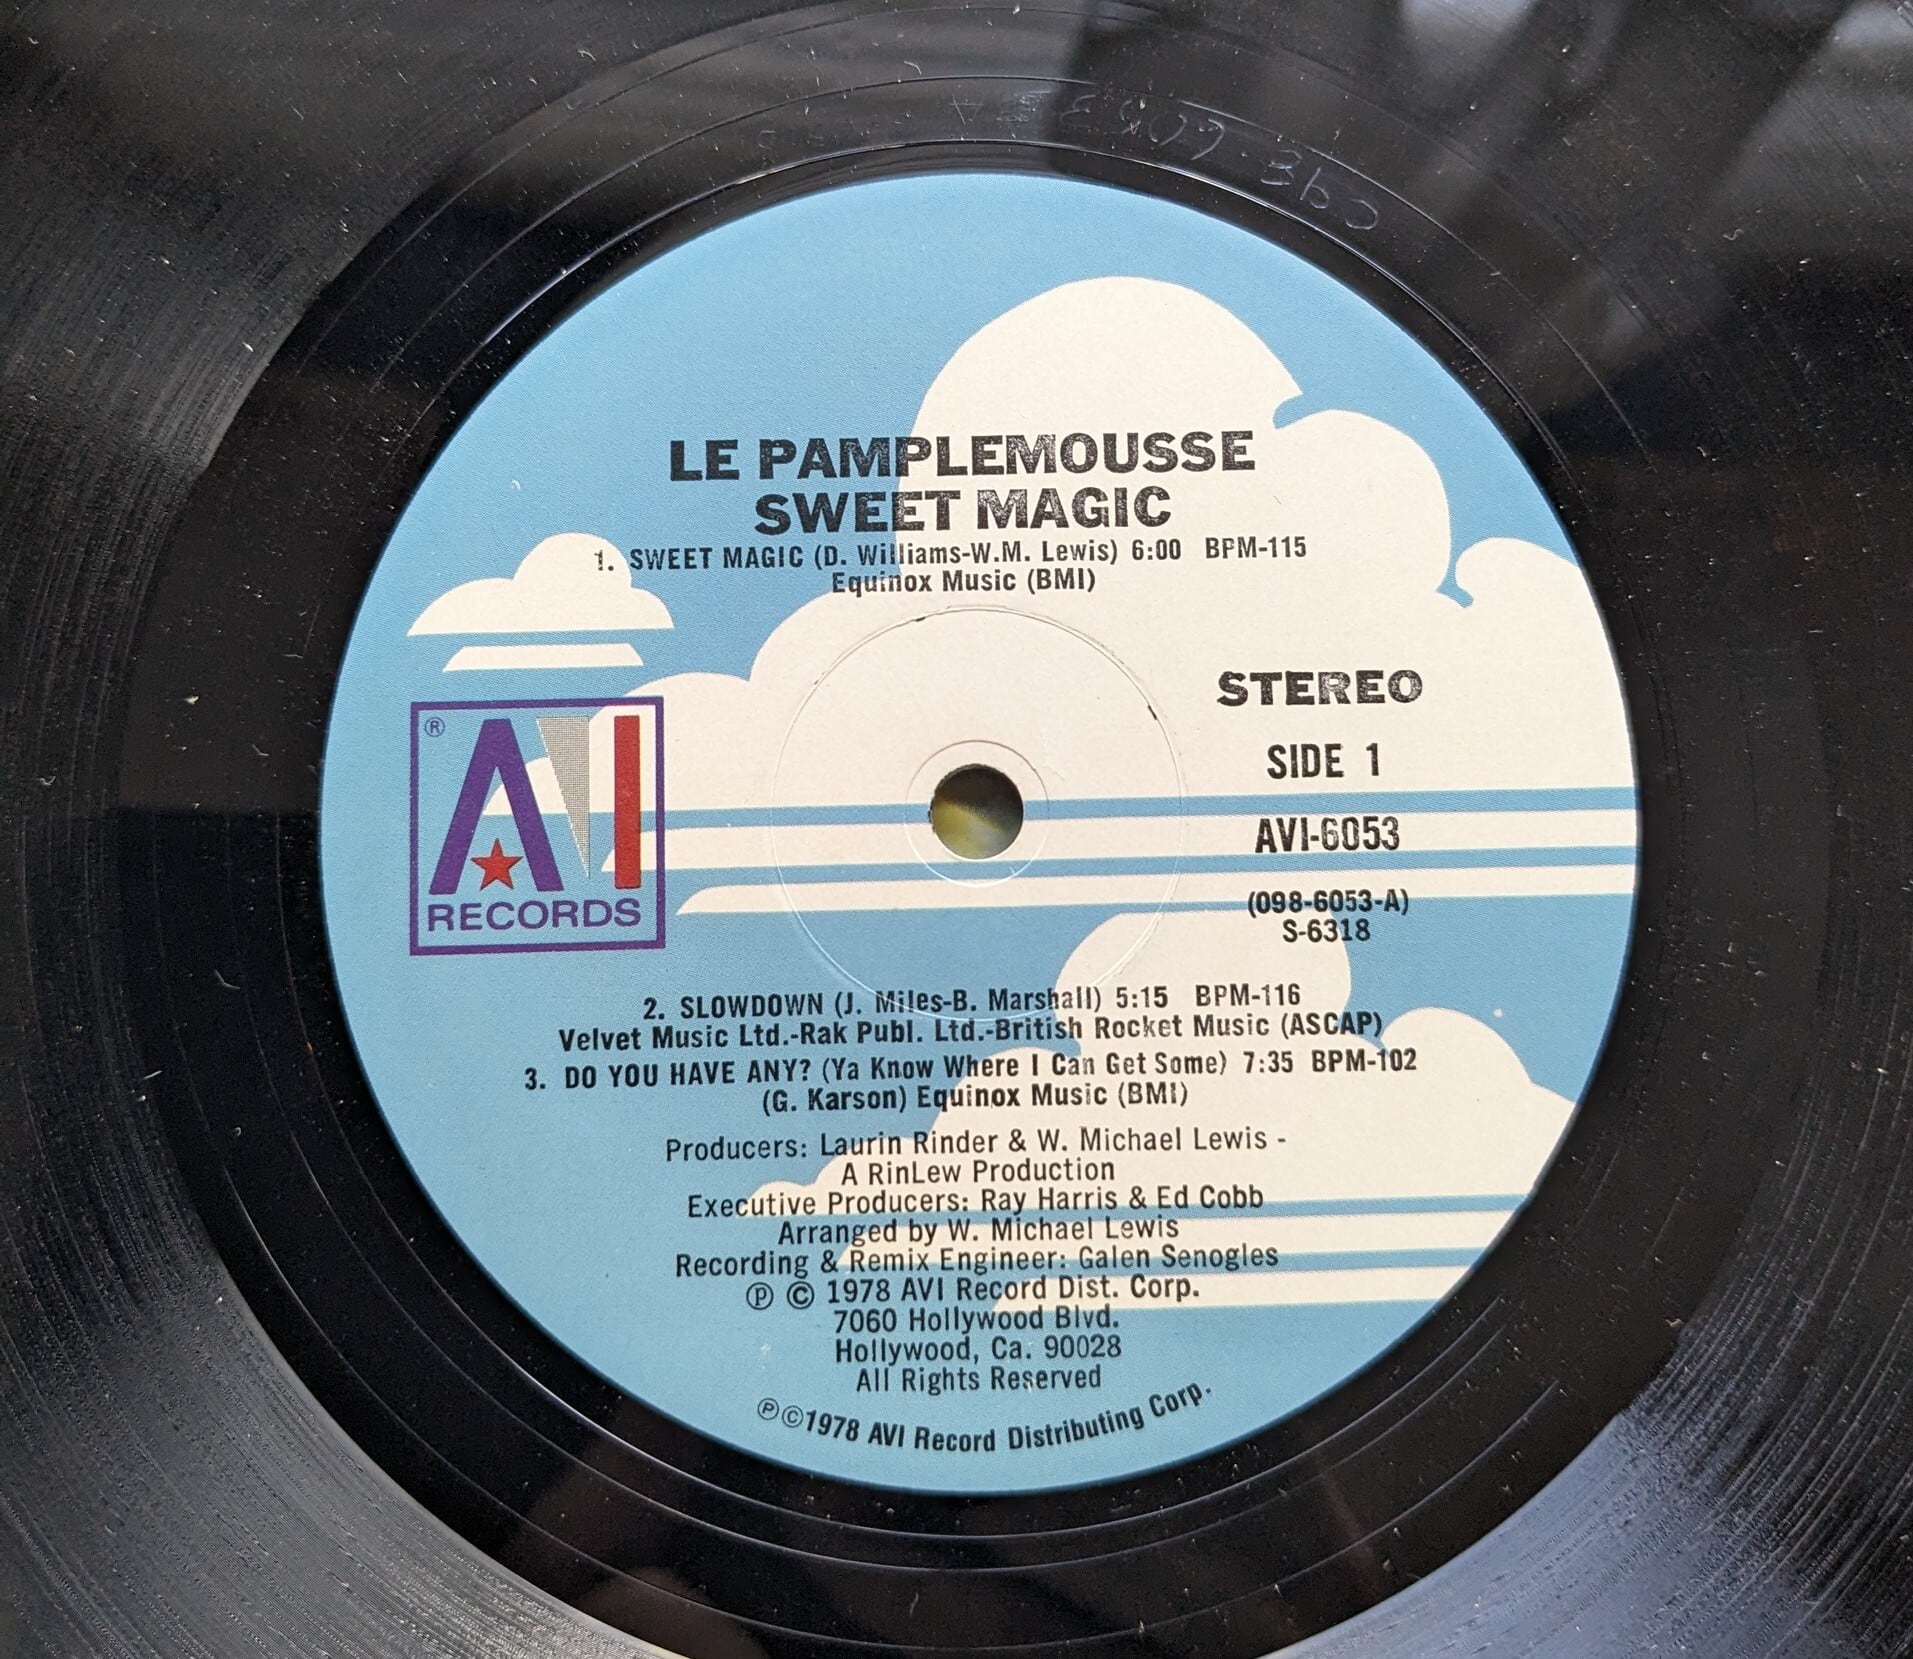 LE PAMPLEMOUSSE
SWEET MAGIC
1. SWEET MAGIC (D. Williams-W.M. Lewis) 6:00 BPM-115
Equinox Music (BMI)
® AVI
RECORDS
STEREO
SIDE 1
AVI-6053
(098-6053-A)
S-6318
2. SLOWDOWN (J. Miles-B. Marshall) 5:15 BPM-116
Velvet Music Ltd.-Rak Publ. Ltd.-British Rocket Music (ASCAP)
3. DO YOU HAVE ANY? (Ya Know Where I Can Get Some) 7:35 BPM-102
(G. Karson) Equinox Music (BMI)
Producers: Laurin Rinder & W. Michael Lewis -
A RinLew Production
Executive Producers: Ray Harris & Ed Cobb
Arranged by W. Michael Lewis
Recording & Remix Engineer: Galen Senogles
℗ © 1978 AVI Record Dist. Corp.
7060 Hollywood Blvd.
Hollywood, Ca. 90028
All Rights Reserved
℗©1978 AVI Record Distributing Corp.